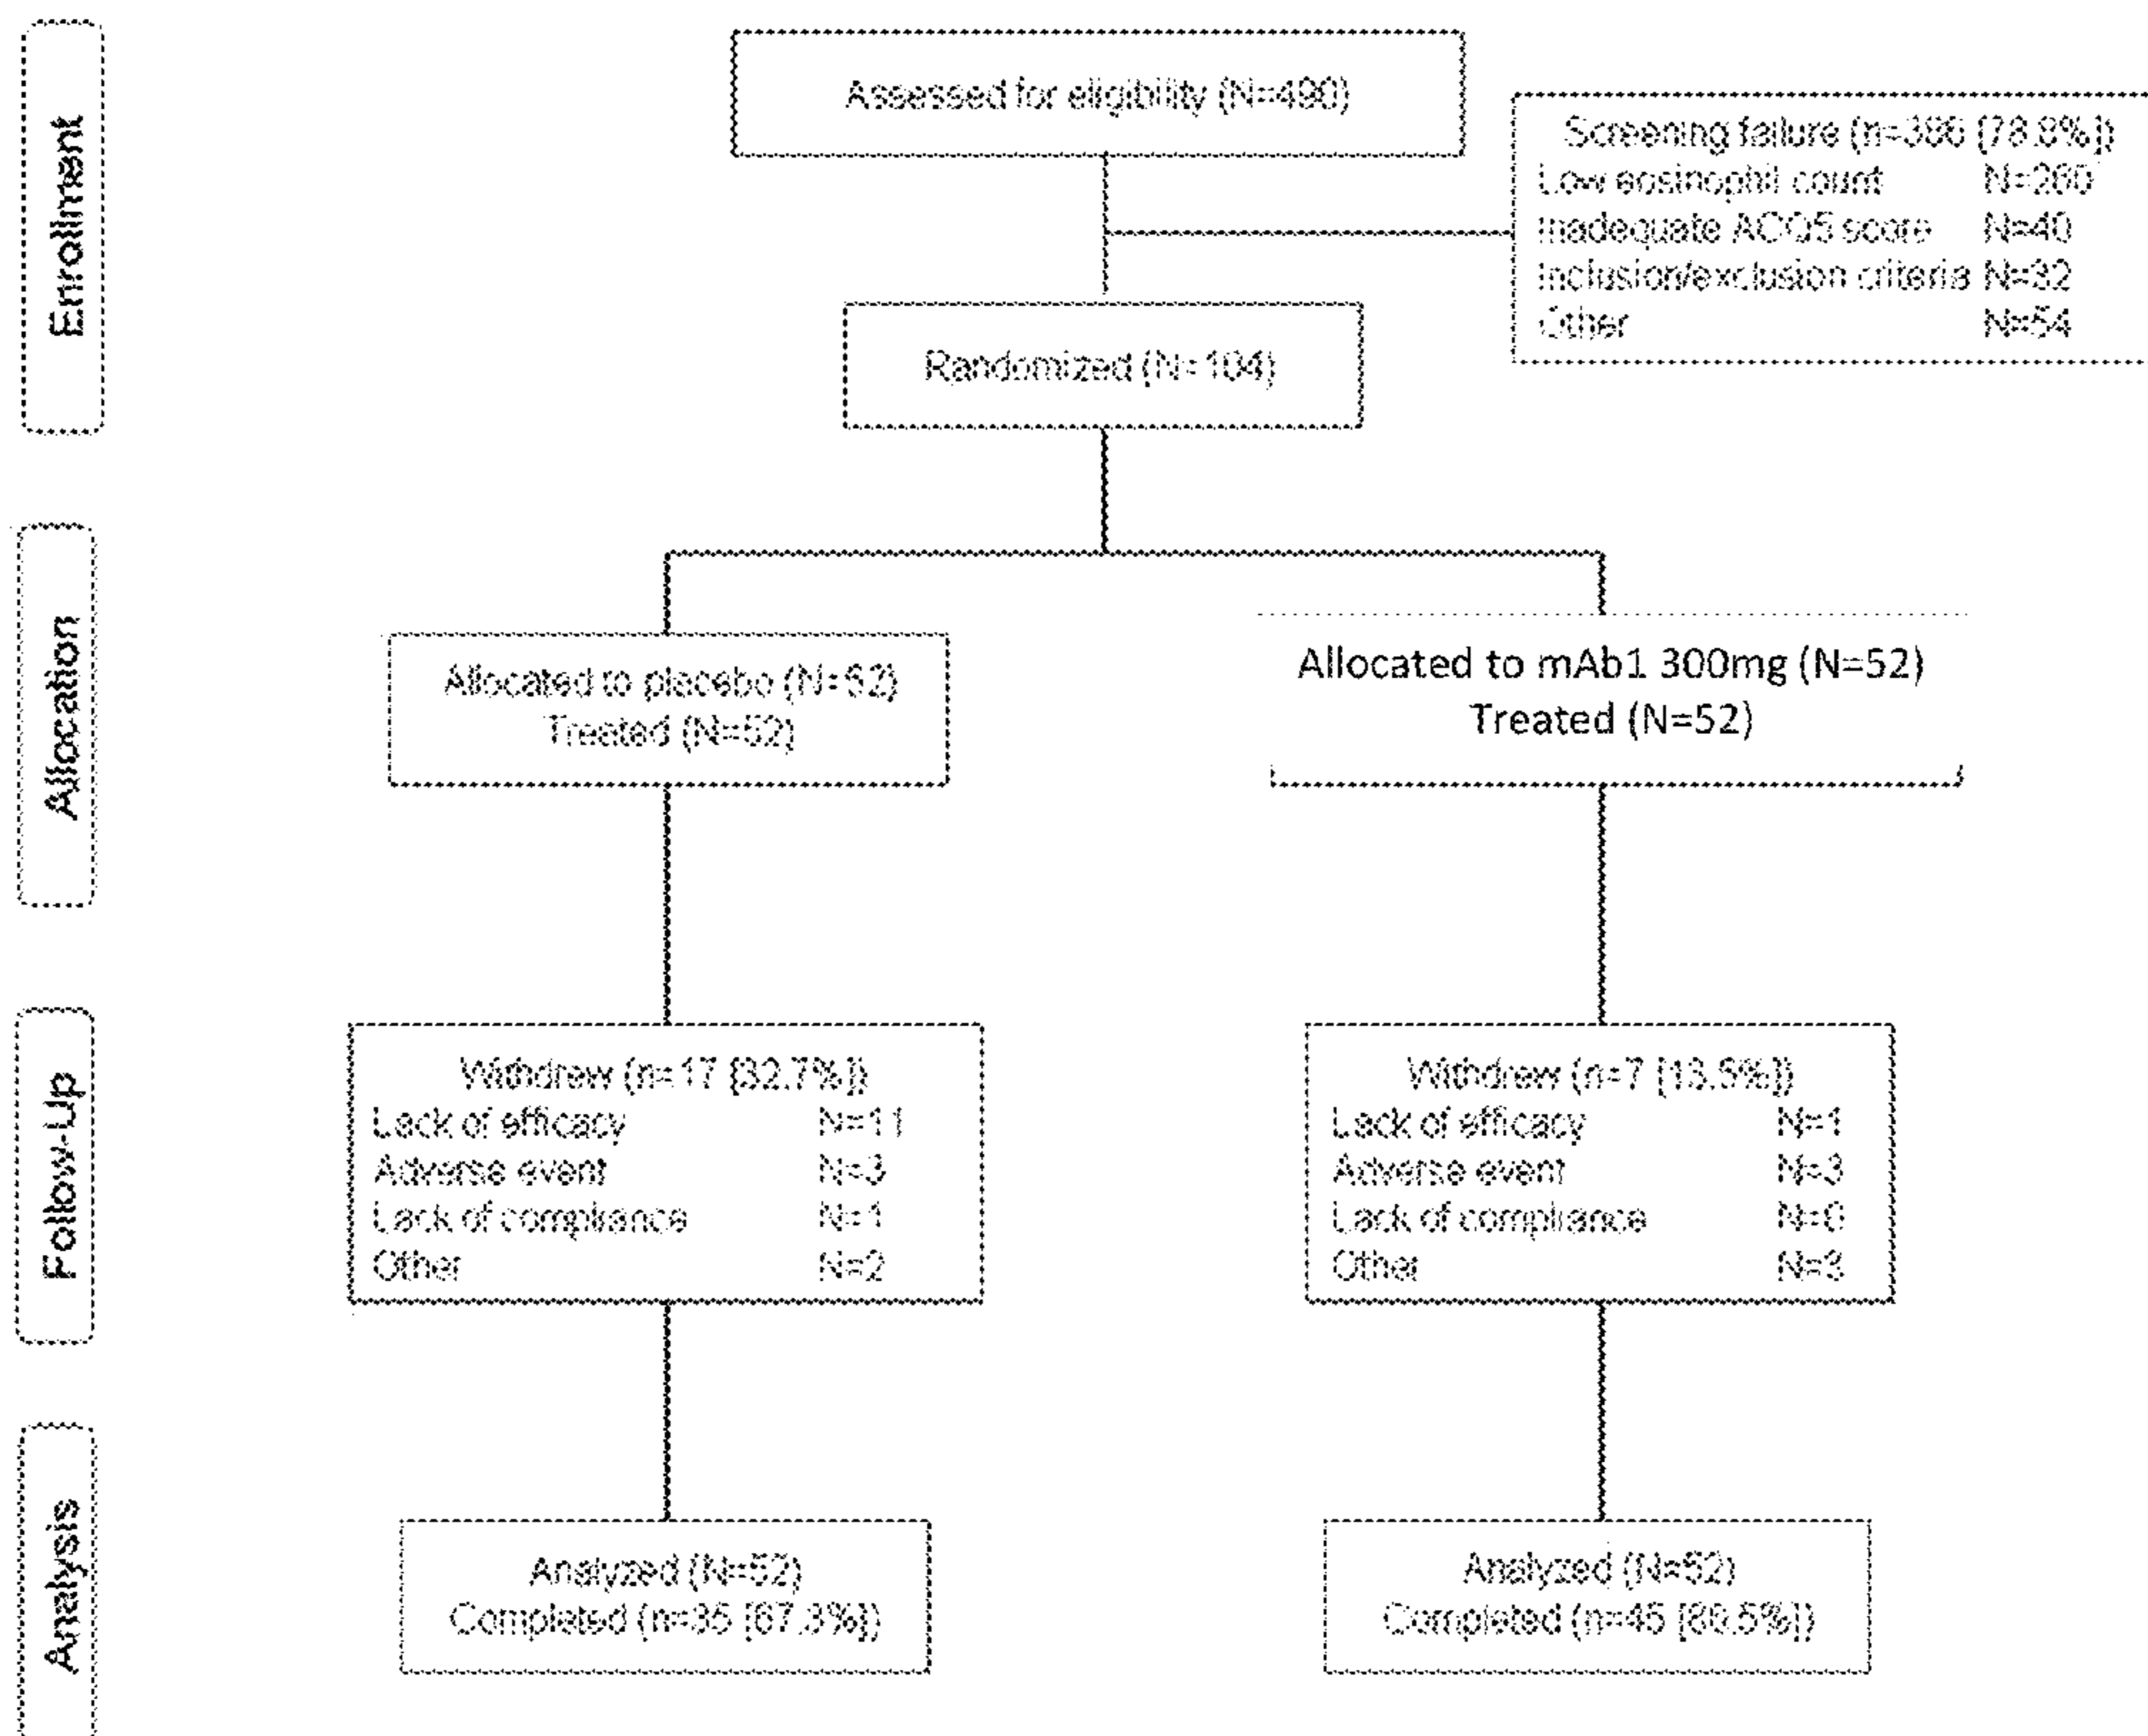 Enrollment
Assessed for eligibility (N=490)
Screening failure (n=386 [78.8%])
Low eosinophil count N=260
Inadequate ACQ5 score N=40
Inclusion/exclusion criteria N=32
Other N=54
Randomized (N=104)
Allocation
Allocated to placebo (N=52)
Treated (N=52)
Allocated to mAb1 300mg (N=52)
Treated (N=52)
Follow-Up
Withdrew (n=17 [32.7%])
Lack of efficacy N=11
Adverse event N=3
Lack of compliance N=1
Other N=2
Withdrew (n=7 [13.5%])
Lack of efficacy N=1
Adverse event N=3
Lack of compliance N=0
Other N=3
Analysis
Analyzed (N=52)
Completed (n=35 [67.3%])
Analyzed (N=52)
Completed (n=45 [86.5%])